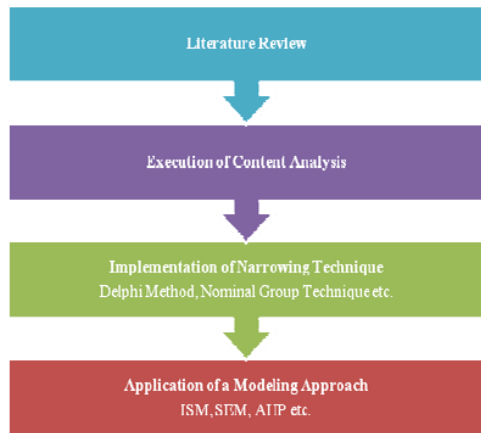 Literature Review
Execution of Content Analysis
Implementation of Narrowing Technique
Delphi Method, Nominal Group Technique etc.
Application of a Modeling Approach
ISM, SEM, AHP etc.